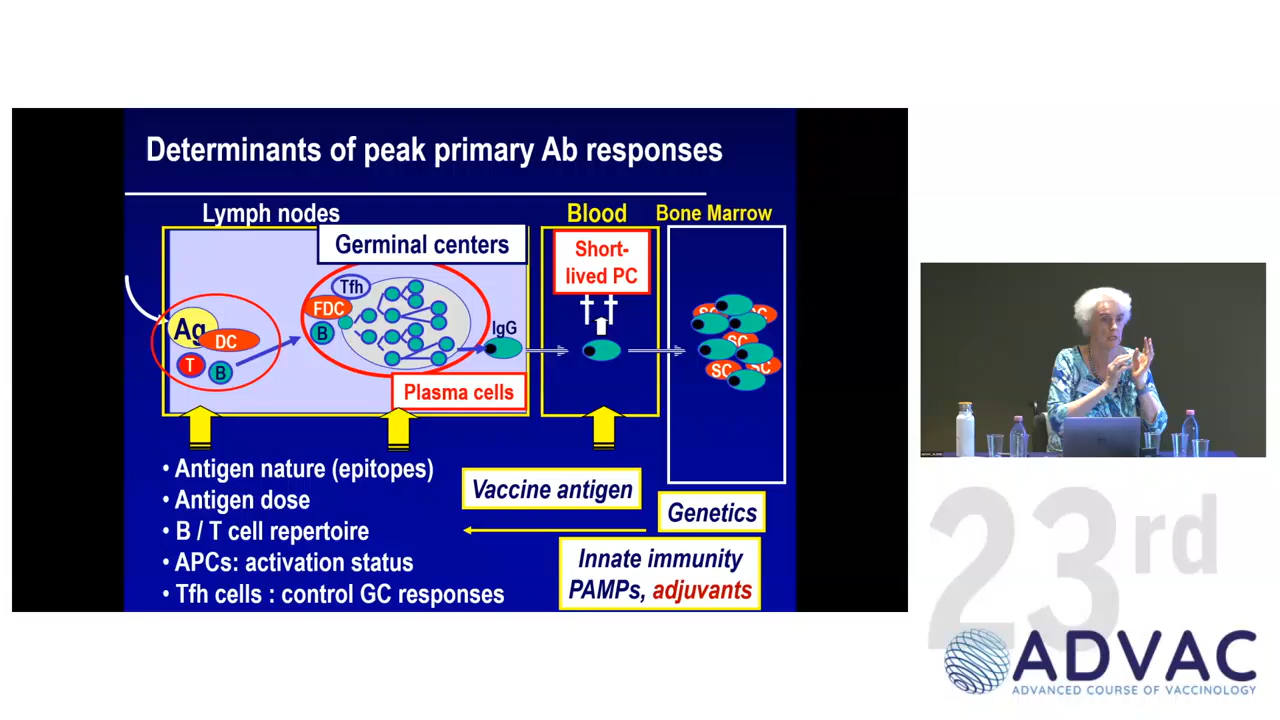 Determinants of peak primary Ab responses
Lymph nodes
Blood
Bone Marrow
Germinal centers
Short-
lived PC
Tfh
FDC
B
Ag
DC
T
B
IgG
SC
SC
SC
Plasma cells
• Antigen nature (epitopes)
• Antigen dose
• B / T cell repertoire
• APCs: activation status
• Tfh cells : control GC responses
Vaccine antigen
Genetics
Innate immunity
PAMPs, adjuvants
23rd
ADVAC
ADVANCED COURSE OF VACCINOLOGY